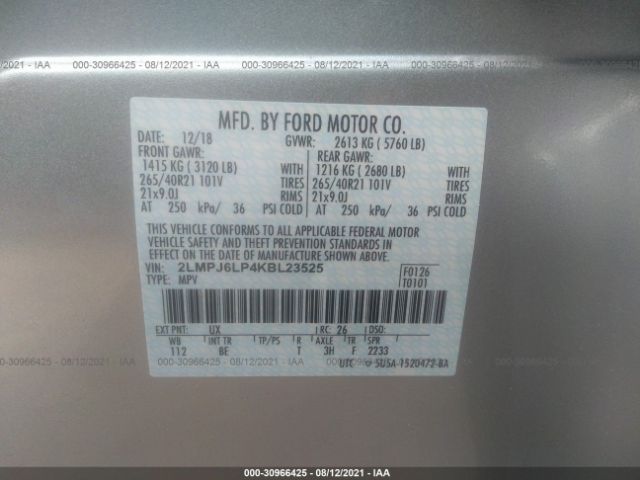 000-30966425 - 08/12/2021 - IAA 000-30966425 - 08/12/2021 - IAA 000-30966425 - 08/12/2021 - IAA
MFD. BY FORD MOTOR CO.
DATE: 12/18 GVWR: 2613 KG ( 5760 LB)
FRONT GAWR: REAR GAWR:
1415 KG ( 3120 LB) WITH 1216 KG ( 2680 LB) WITH
265/40R21 101V TIRES 265/40R21 101V TIRES
21x9.0J RIMS 21x9.0J RIMS
AT 250 kPa/ 36 PSI COLD AT 250 kPa/ 36 PSI COLD
THIS VEHICLE CONFORMS TO ALL APPLICABLE FEDERAL MOTOR
VEHICLE SAFETY AND THEFT PREVENTION STANDARDS IN
EFFECT ON THE DATE OF MANUFACTURE SHOWN ABOVE.
VIN: 2LMPJ6LP4KBL23525 F0126
TYPE: MPV T0101
EXT PNT: UX RC: 26 DSO:
WB INT TR TP/PS R AXLE TR SPR
112 BE T 3H F 2233
UTC 5U5A-1520472-BA
000-30966425 - 08/12/2021 - IAA 000-30966425 - 08/12/2021 - IAA 000-30966425 - 08/12/2021 - IAA
000-30966425 - 08/12/2021 - IAA